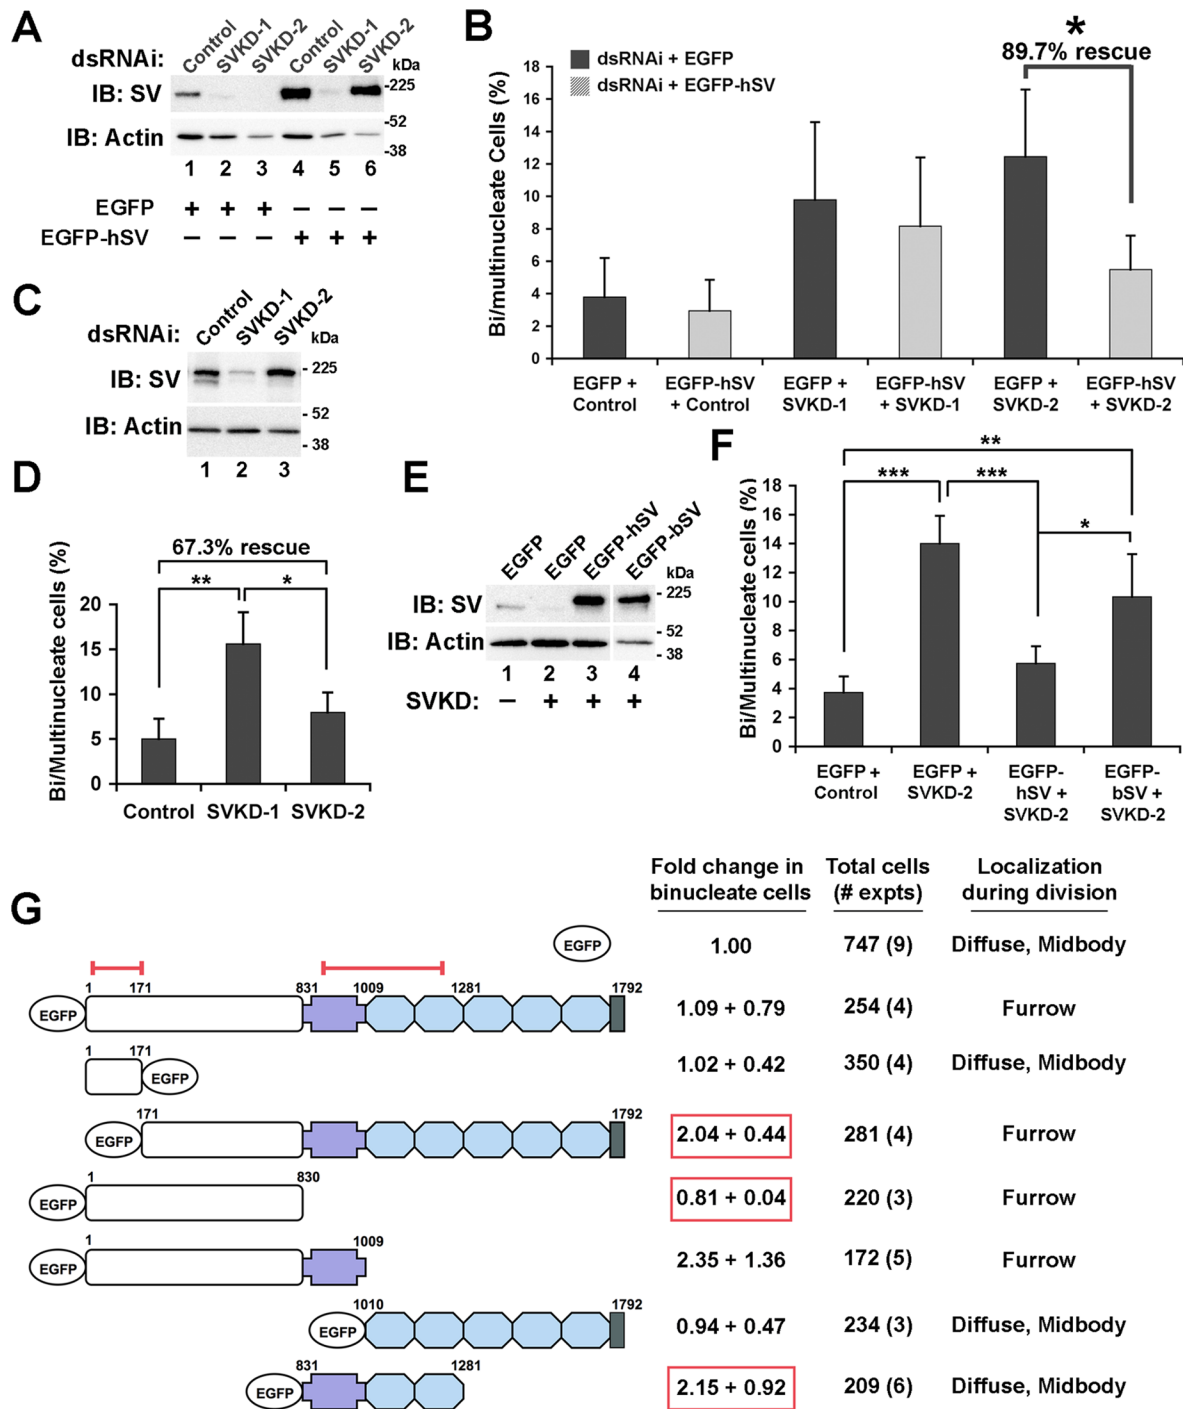 A
dsRNAi: Control SVKD-1 SVKD-2 Control SVKD-1 SVKD-2 kDa
IB: SV -225
IB: Actin -52
-38
1 2 3 4 5 6
EGFP + + + – – –
EGFP-hSV – – – + + +
B
*
89.7% rescue
dsRNAi + EGFP
dsRNAi + EGFP-hSV
Bi/multinucleate Cells (%)
18
16
14
12
10
8
6
4
2
0
EGFP + Control
EGFP-hSV + Control
EGFP + SVKD-1
EGFP-hSV + SVKD-1
EGFP + SVKD-2
EGFP-hSV + SVKD-2
C
dsRNAi: Control SVKD-1 SVKD-2 kDa
IB: SV - 225
IB: Actin - 52
- 38
1 2 3
D
67.3% rescue
** *
Bi/Multinucleate cells (%)
20
15
10
5
0
Control SVKD-1 SVKD-2
E
EGFP EGFP EGFP-hSV EGFP-bSV
kDa
IB: SV - 225
IB: Actin - 52
- 38
1 2 3 4
SVKD: – + + +
F
**
*** ***
*
Bi/Multinucleate cells (%)
18
16
14
12
10
8
6
4
2
0
EGFP + Control
EGFP + SVKD-2
EGFP-hSV + SVKD-2
EGFP-bSV + SVKD-2
G
Fold change in binucleate cells
Total cells (# expts)
Localization during division
EGFP 1.00 747 (9) Diffuse, Midbody
1 171 831 1009 1281 1792
EGFP 1.09 + 0.79 254 (4) Furrow
1 171
EGFP 1.02 + 0.42 350 (4) Diffuse, Midbody
171 1792
EGFP 2.04 + 0.44 281 (4) Furrow
1 830
EGFP 0.81 + 0.04 220 (3) Furrow
1 1009
EGFP 2.35 + 1.36 172 (5) Furrow
1010 1792
EGFP 0.94 + 0.47 234 (3) Diffuse, Midbody
831 1281
EGFP 2.15 + 0.92 209 (6) Diffuse, Midbody